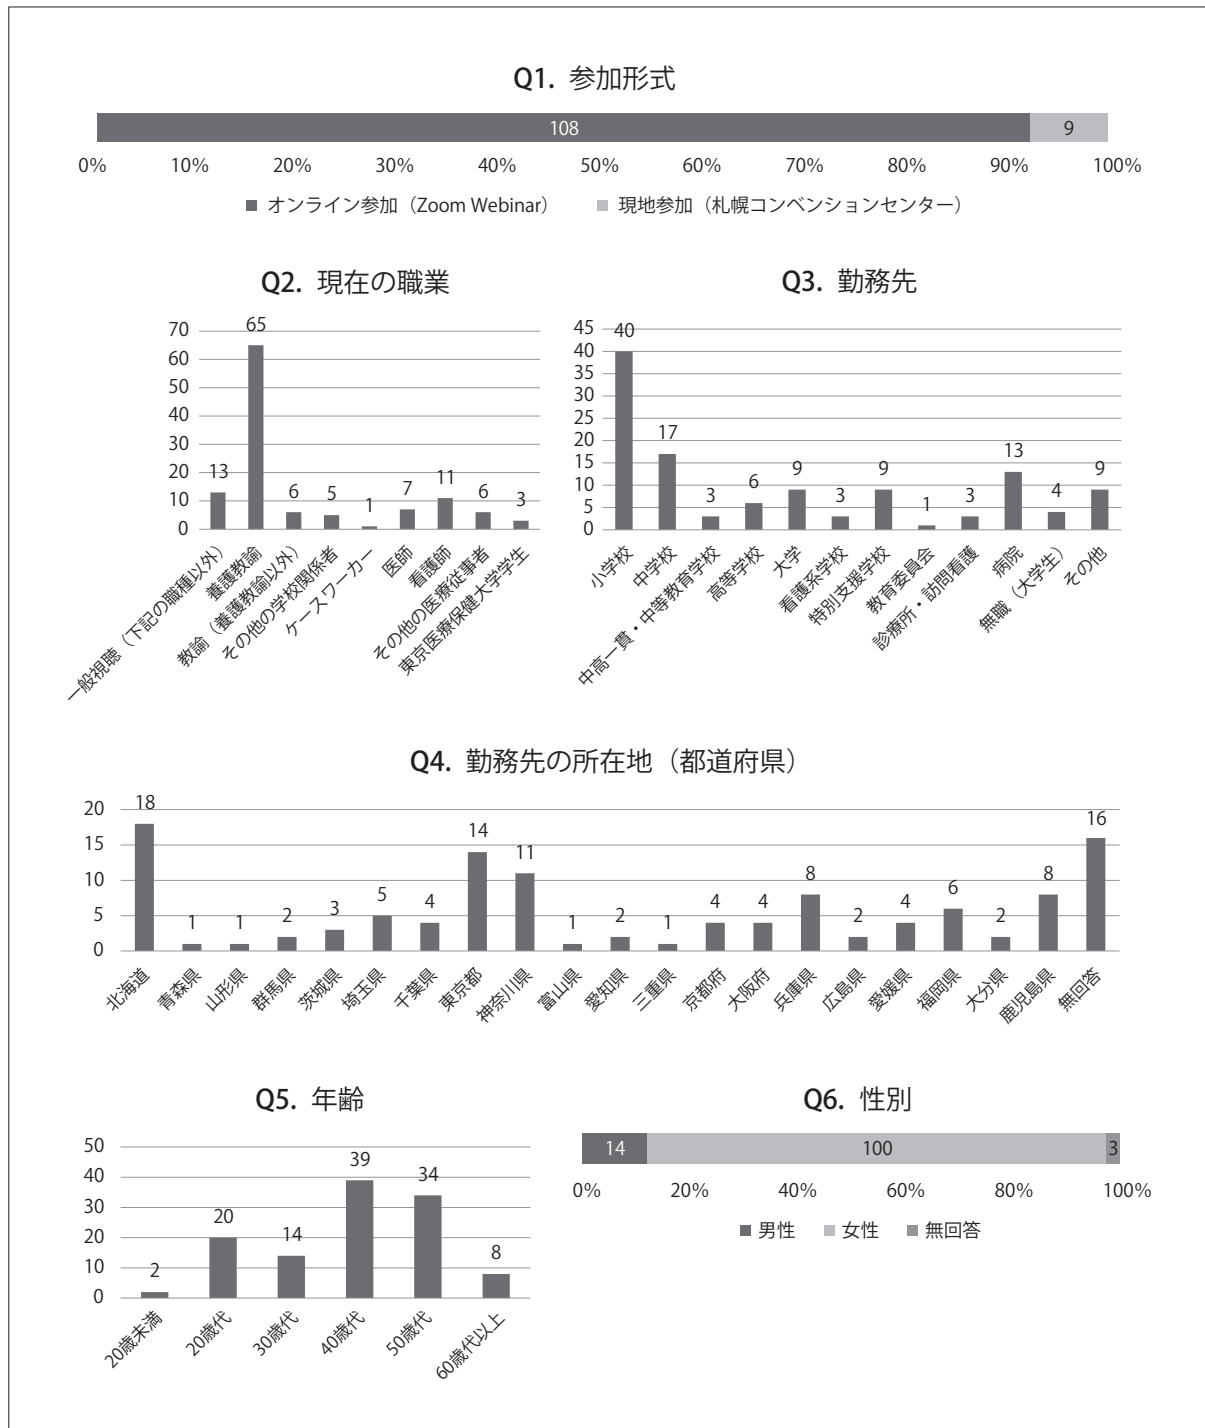 Q1. 参加形式
108
9
0% 10% 20% 30% 40% 50% 60% 70% 80% 90% 100%
■ オンライン参加（Zoom Webinar） ■ 現地参加（札幌コンベンションセンター）
Q2. 現在の職業
70
60
50
40
30
20
10
0
13
65
6
5
1
7
11
6
3
一般視聴（下記の職種以外）
養護教諭
教諭（養護教諭以外）
その他の学校関係者
ケースワーカー
医師
看護師
その他の医療従事者
東京医療保健大学学生
Q3. 勤務先
45
40
35
30
25
20
15
10
5
0
40
17
3
6
9
3
9
1
3
13
4
9
小学校
中学校
中高一貫・中等教育学校
高等学校
大学
看護系学校
特別支援学校
教育委員会
診療所・訪問看護
病院
無職（大学生）
その他
Q4. 勤務先の所在地（都道府県）
20
15
10
5
0
18
1
1
2
3
5
4
14
11
1
2
1
4
4
8
2
4
6
2
8
16
北海道
青森県
山形県
群馬県
茨城県
埼玉県
千葉県
東京都
神奈川県
富山県
愛知県
三重県
京都府
大阪府
兵庫県
広島県
愛媛県
福岡県
大分県
鹿児島県
無回答
Q5. 年齢
50
40
30
20
10
0
2
20
14
39
34
8
20歳未満
20歳代
30歳代
40歳代
50歳代
60歳代以上
Q6. 性別
14
100
3
0% 20% 40% 60% 80% 100%
■ 男性 ■ 女性 ■ 無回答